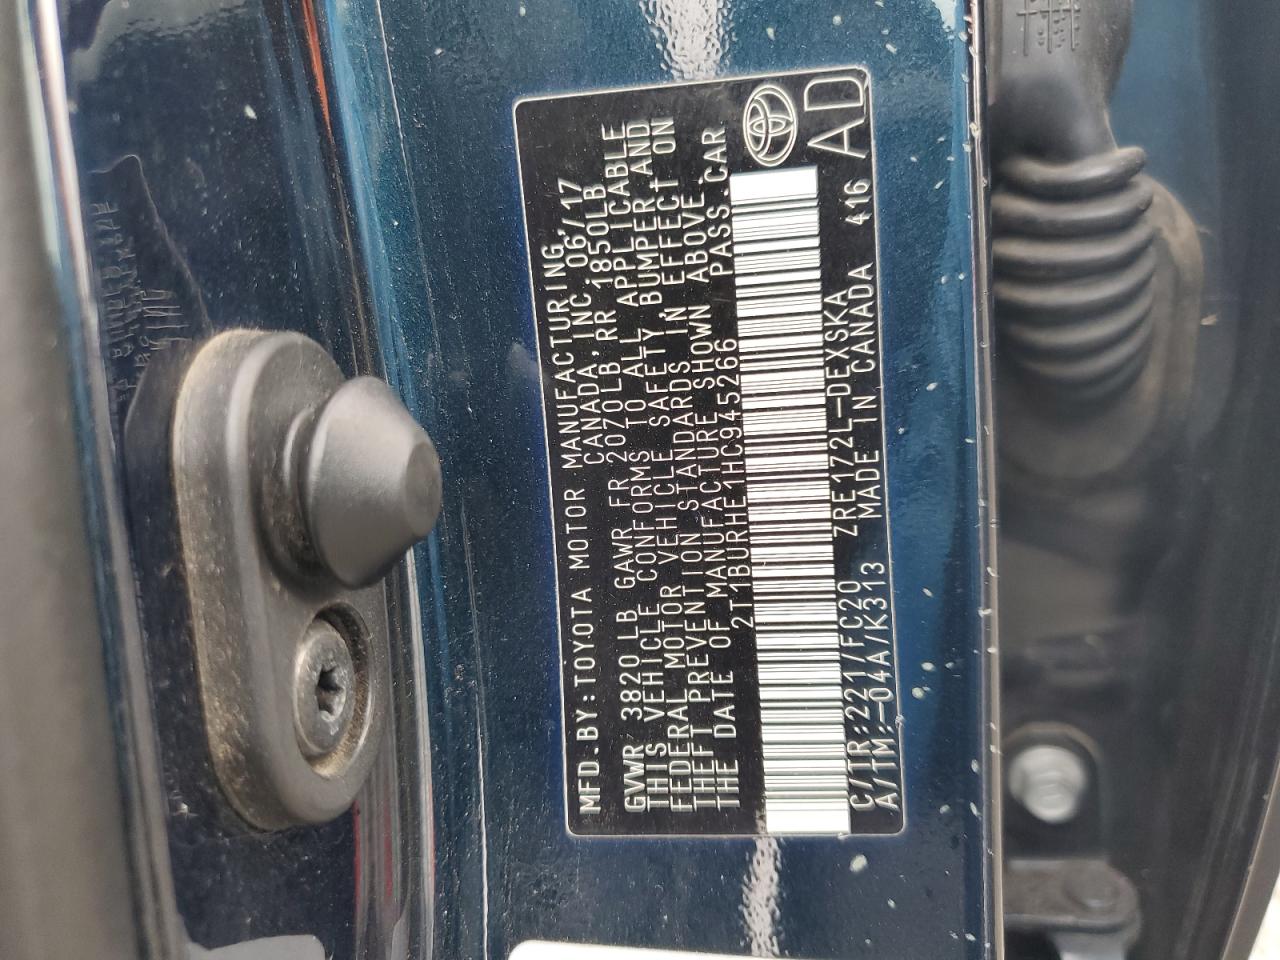 MFD.BY:TOYOTA MOTOR MANUFACTURING
CANADA,INC. 06/17
GVWR 3820LB GAWR FR 2070LB, RR 1850LB
THIS VEHICLE CONFORMS TO ALL APPLICABLE
FEDERAL MOTOR VEHICLE SAFETY, BUMPER, AND
THEFT PREVENTION STANDARDS IN EFFECT ON
THE DATE OF MANUFACTURE SHOWN ABOVE.
2T1BURHE1HC945266 PASS.CAR
C/TR:221/FC20 ZRE172L-DEXSKA 416
A/TM:-04A/K313 MADE IN CANADA
AD